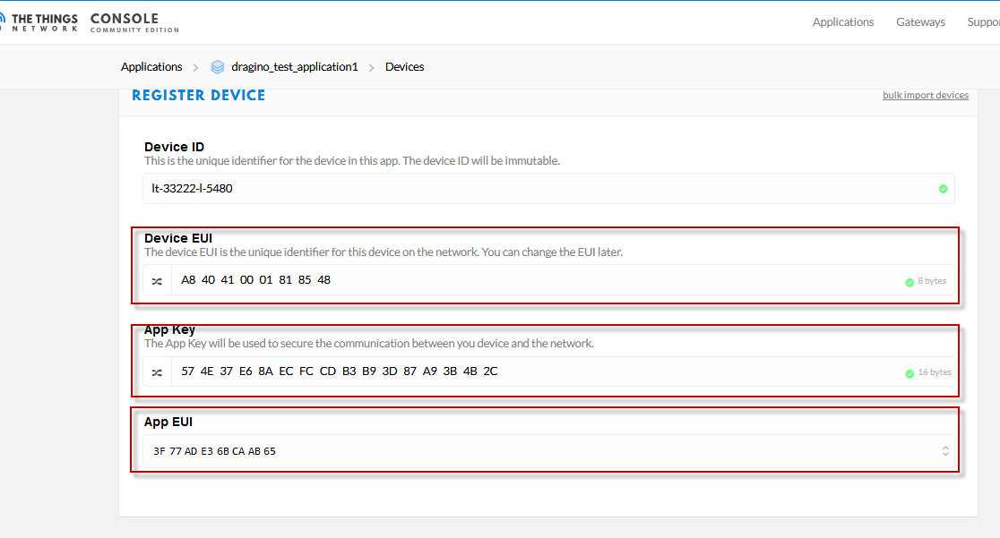 THE THINGS CONSOLE
NETWORK COMMUNITY EDITION
Applications Gateways
Applications > dragino_test_application1 > Devices
REGISTER DEVICE bulk import devices
Device ID
This is the unique identifier for the device in this app. The device ID will be immutable.
lt-33222-l-5480
Device EUI
The device EUI is the unique identifier for this device on the network. You can change the EUI later.
A8 40 41 00 01 81 85 48 8 bytes
App Key
The App Key will be used to secure the communication between you device and the network.
57 4E 37 E6 8A EC FC CD B3 B9 3D 87 A9 3B 4B 2C 16 bytes
App EUI
3F 77 AD E3 6B CA AB 65